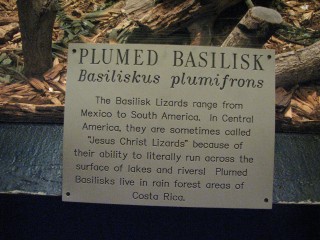 PLUMED BASILISK
Basiliskus plumifrons
The Basilisk Lizards range from
Mexico to South America. In Central
America, they are sometimes called
"Jesus Christ Lizards" because of
their ability to literally run across the
surface of lakes and rivers! Plumed
Basilisks live in rain forest areas of
Costa Rica.